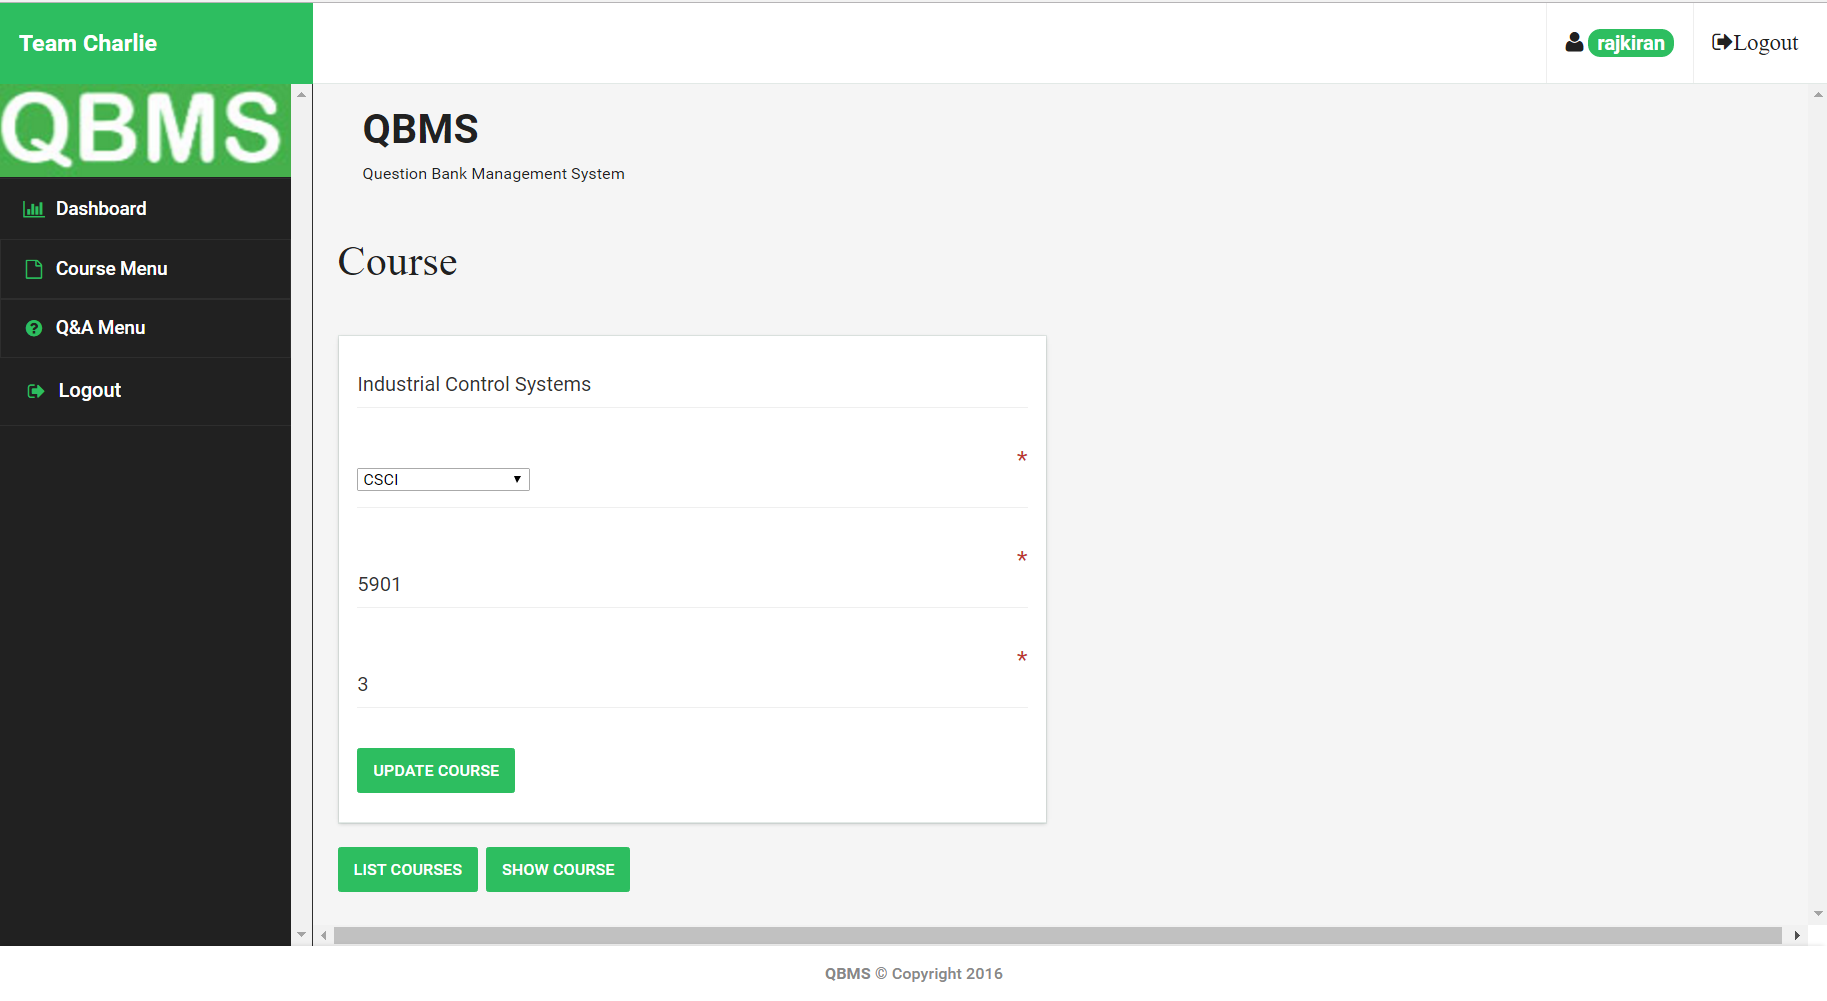 Team Charlie
rajkiran
Logout
QBMS
Dashboard
Course Menu
Q&A Menu
Logout
QBMS
Question Bank Management System
Course
Industrial Control Systems
*
CSCI
*
5901
*
3
UPDATE COURSE
LIST COURSES SHOW COURSE
QBMS © Copyright 2016